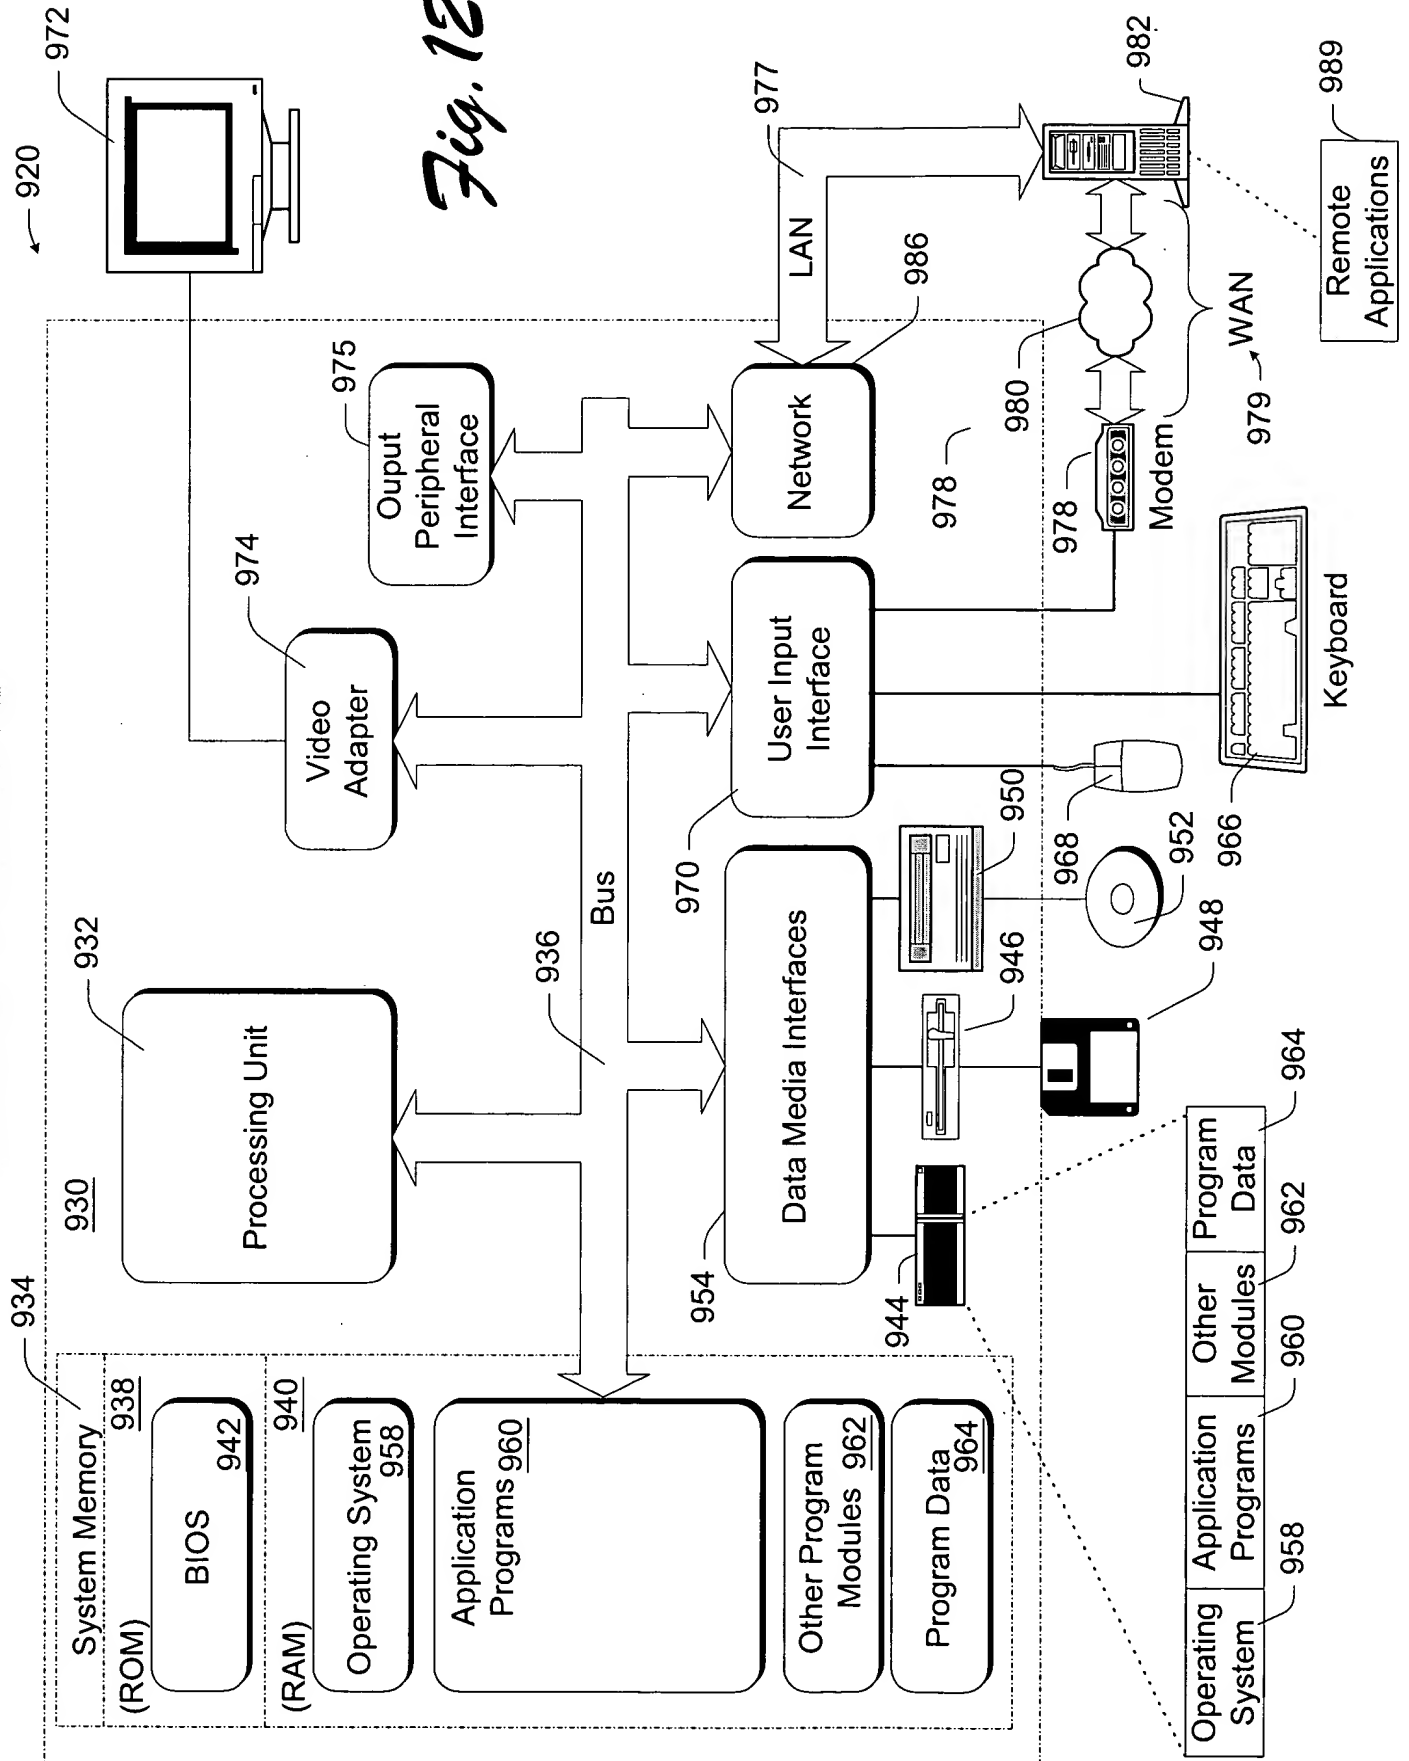 934
930
932
920
972
System Memory
(ROM) 938
BIOS
942
(RAM) 940
Operating System
958
Application
Programs 960
Other Program
Modules 962
Program Data
964
Processing Unit
Video
Adapter
974
Ouput
Peripheral
Interface
975
Fig. 12
936
Bus
954
Data Media Interfaces
970
User Input
Interface
Network
986
LAN
977
944
946
950
948
952
968
966
Keyboard
978
978
Modem
980
979
WAN
982
Remote
Applications
989
Operating
System
Application
Programs
Other
Modules
Program
Data
958
960
962
964